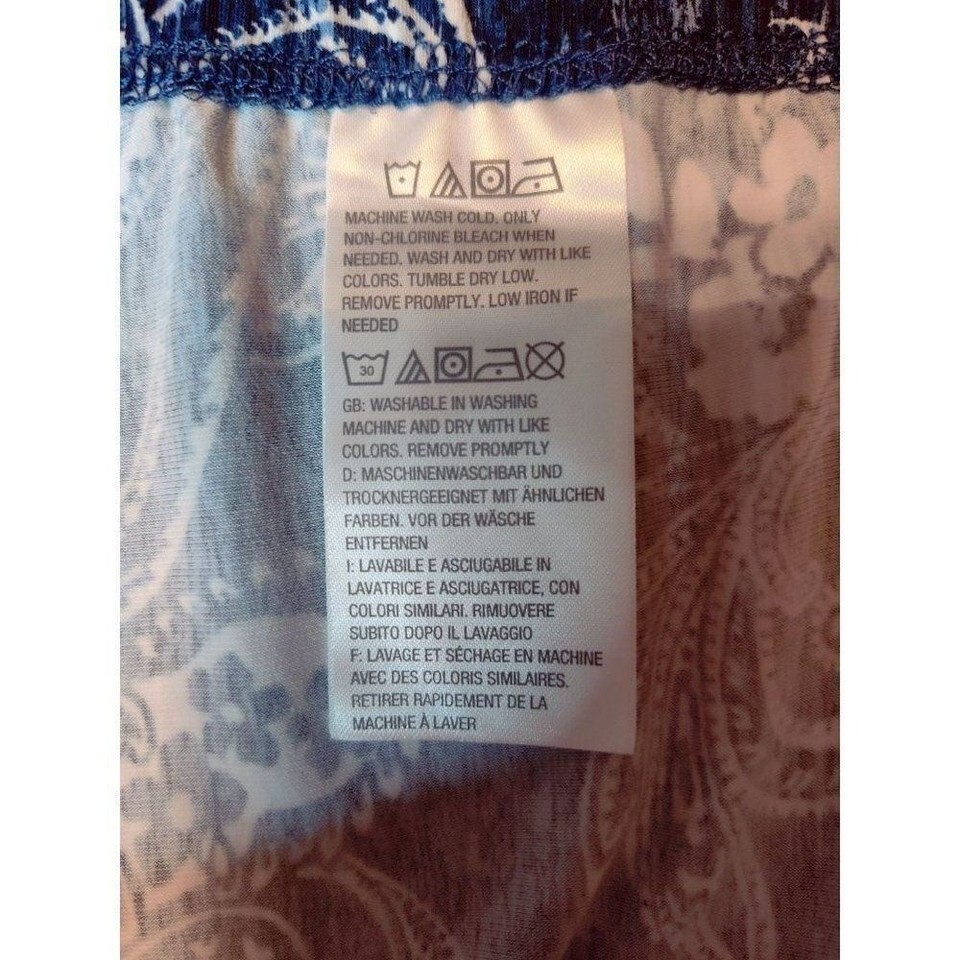 MACHINE WASH COLD. ONLY
NON-CHLORINE BLEACH WHEN
NEEDED. WASH AND DRY WITH LIKE
COLORS. TUMBLE DRY LOW.
REMOVE PROMPTLY. LOW IRON IF
NEEDED
30
GB: WASHABLE IN WASHING
MACHINE AND DRY WITH LIKE
COLORS. REMOVE PROMPTLY
D: MASCHINENWASCHBAR UND
TROCKNERGEEIGNET MIT ÄHNLICHEN
FARBEN. VOR DER WÄSCHE
ENTFERNEN
I: LAVABILE E ASCIUGABILE IN
LAVATRICE E ASCIUGATRICE, CON
COLORI SIMILARI. RIMUOVERE
SUBITO DOPO IL LAVAGGIO
F: LAVAGE ET SÉCHAGE EN MACHINE
AVEC DES COLORIS SIMILAIRES.
RETIRER RAPIDEMENT DE LA
MACHINE À LAVER